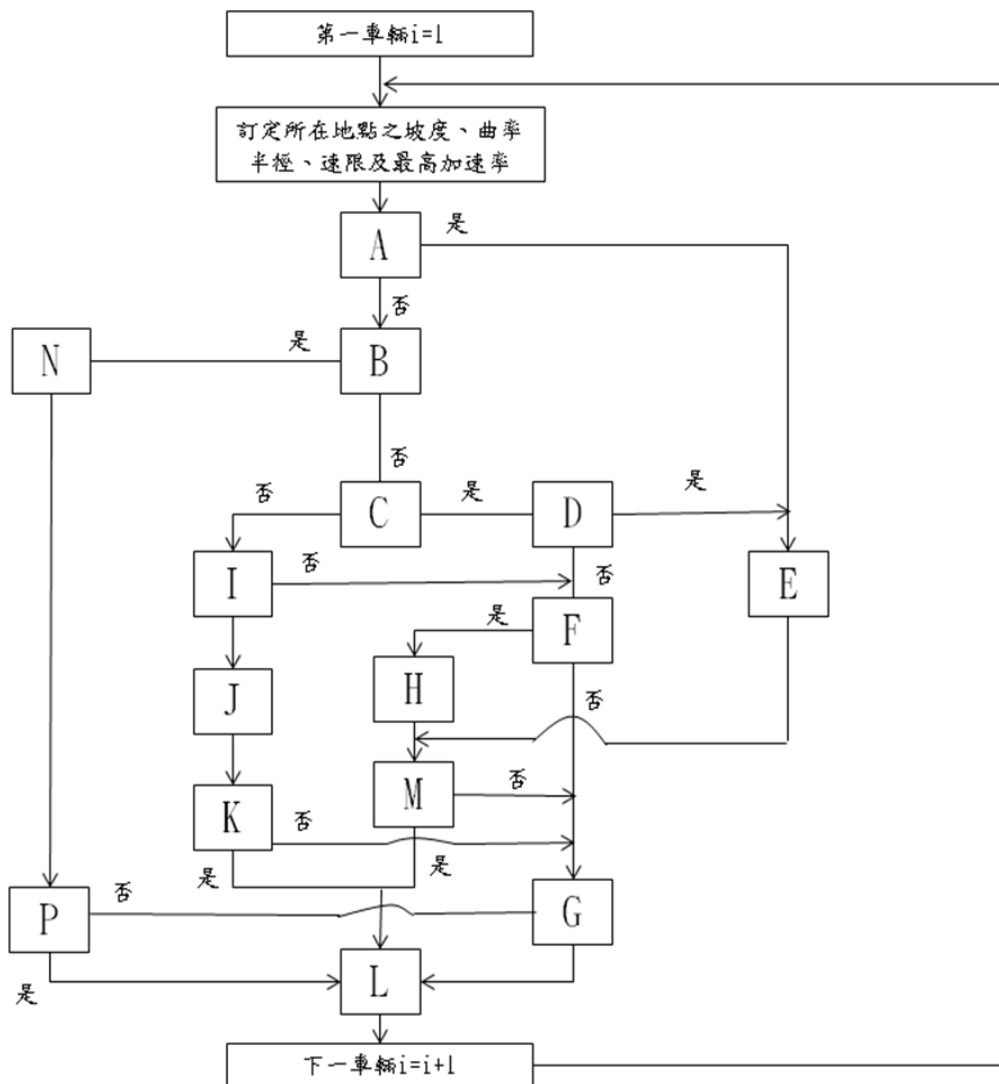 第一車輛i=1
訂定所在地點之坡度、曲率
半徑、速限及最高加速率
A
是
否
N
是
B
否
否
C
是
D
是
I
否
否
E
是
F
J
H
否
K
否
M
否
是
是
P
否
G
是
L
下一車輛i=i+1